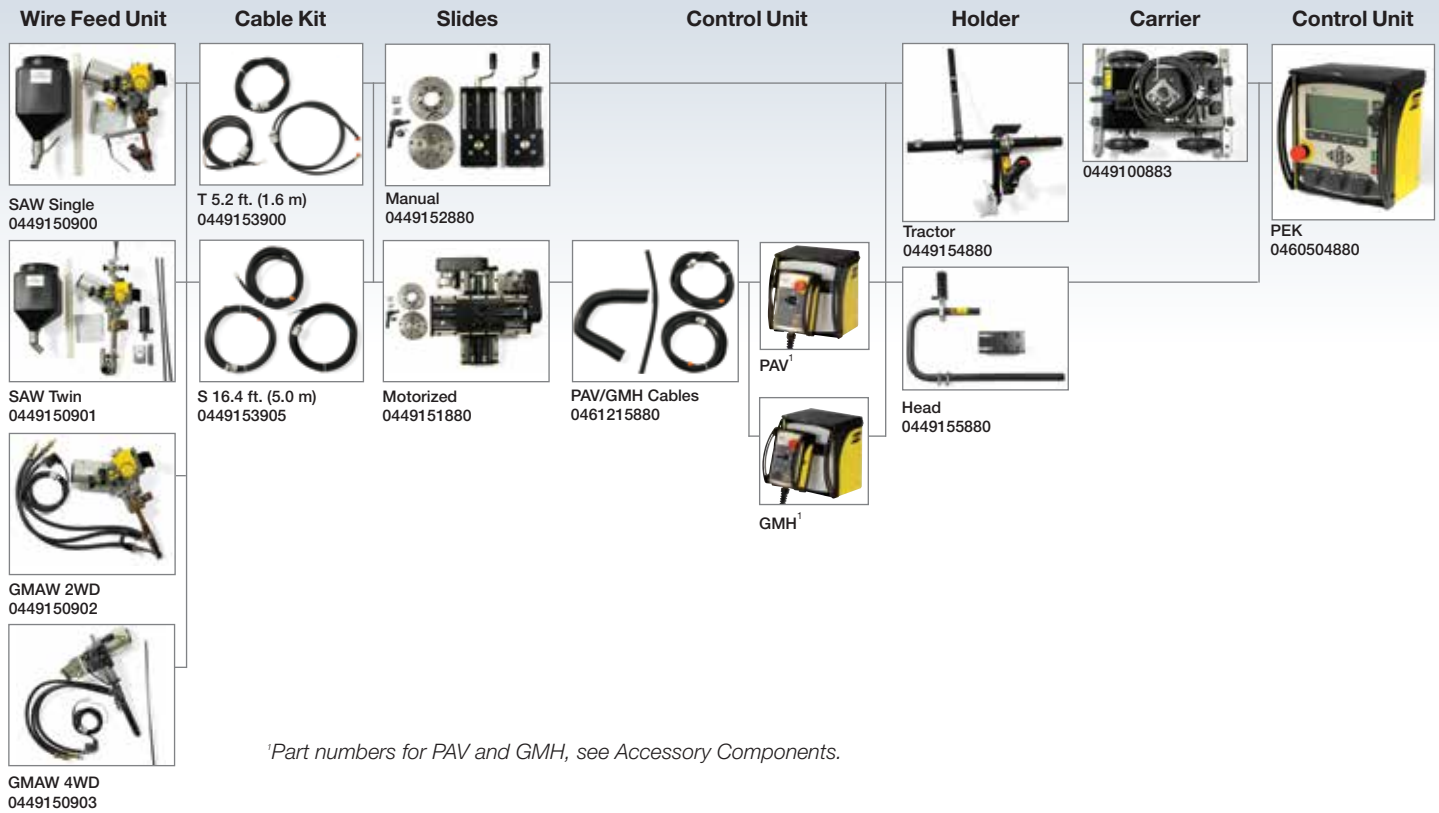 Wire Feed Unit
Cable Kit
Slides
Control Unit
Holder
Carrier
Control Unit
SAW Single
0449150900
T 5.2 ft. (1.6 m)
0449153900
Manual
0449152880
Tractor
0449154880
0449100883
PEK
0460504880
SAW Twin
0449150901
S 16.4 ft. (5.0 m)
0449153905
Motorized
0449151880
PAV/GMH Cables
0461215880
PAV¹
Head
0449155880
GMH¹
GMAW 2WD
0449150902
¹Part numbers for PAV and GMH, see Accessory Components.
GMAW 4WD
0449150903